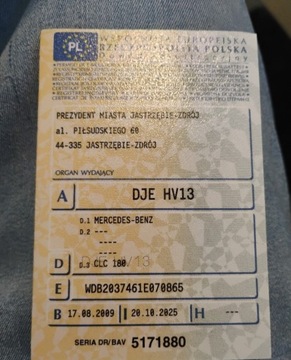 PL
WSPÓLNOTA EUROPEJSKA
RZECZPOSPOLITA POLSKA
PREZYDENT MIASTA JASTRZĘBIE-ZDRÓJ
al. PIŁSUDSKIEGO 60
44-335 JASTRZĘBIE-ZDRÓJ
ORGAN WYDAJĄCY
A DJE HV13
D.1 MERCEDES-BENZ
D.2 ---
----
----
D D.3 CLC 180
E WDB2037461E070865
B 17.08.2009 I 20.10.2025 H ---
SERIA DR/BAV 5171880